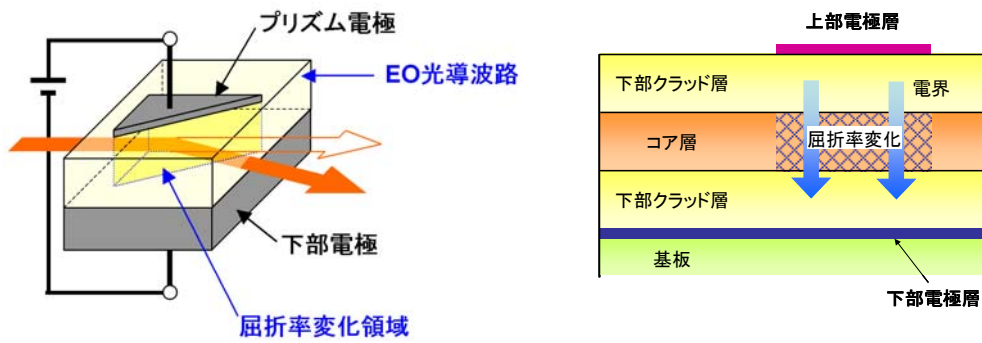 プリズム電極
EO光導波路
下部電極
屈折率変化領域
上部電極層
下部クラッド層
電界
コア層
屈折率変化
下部クラッド層
基板
下部電極層